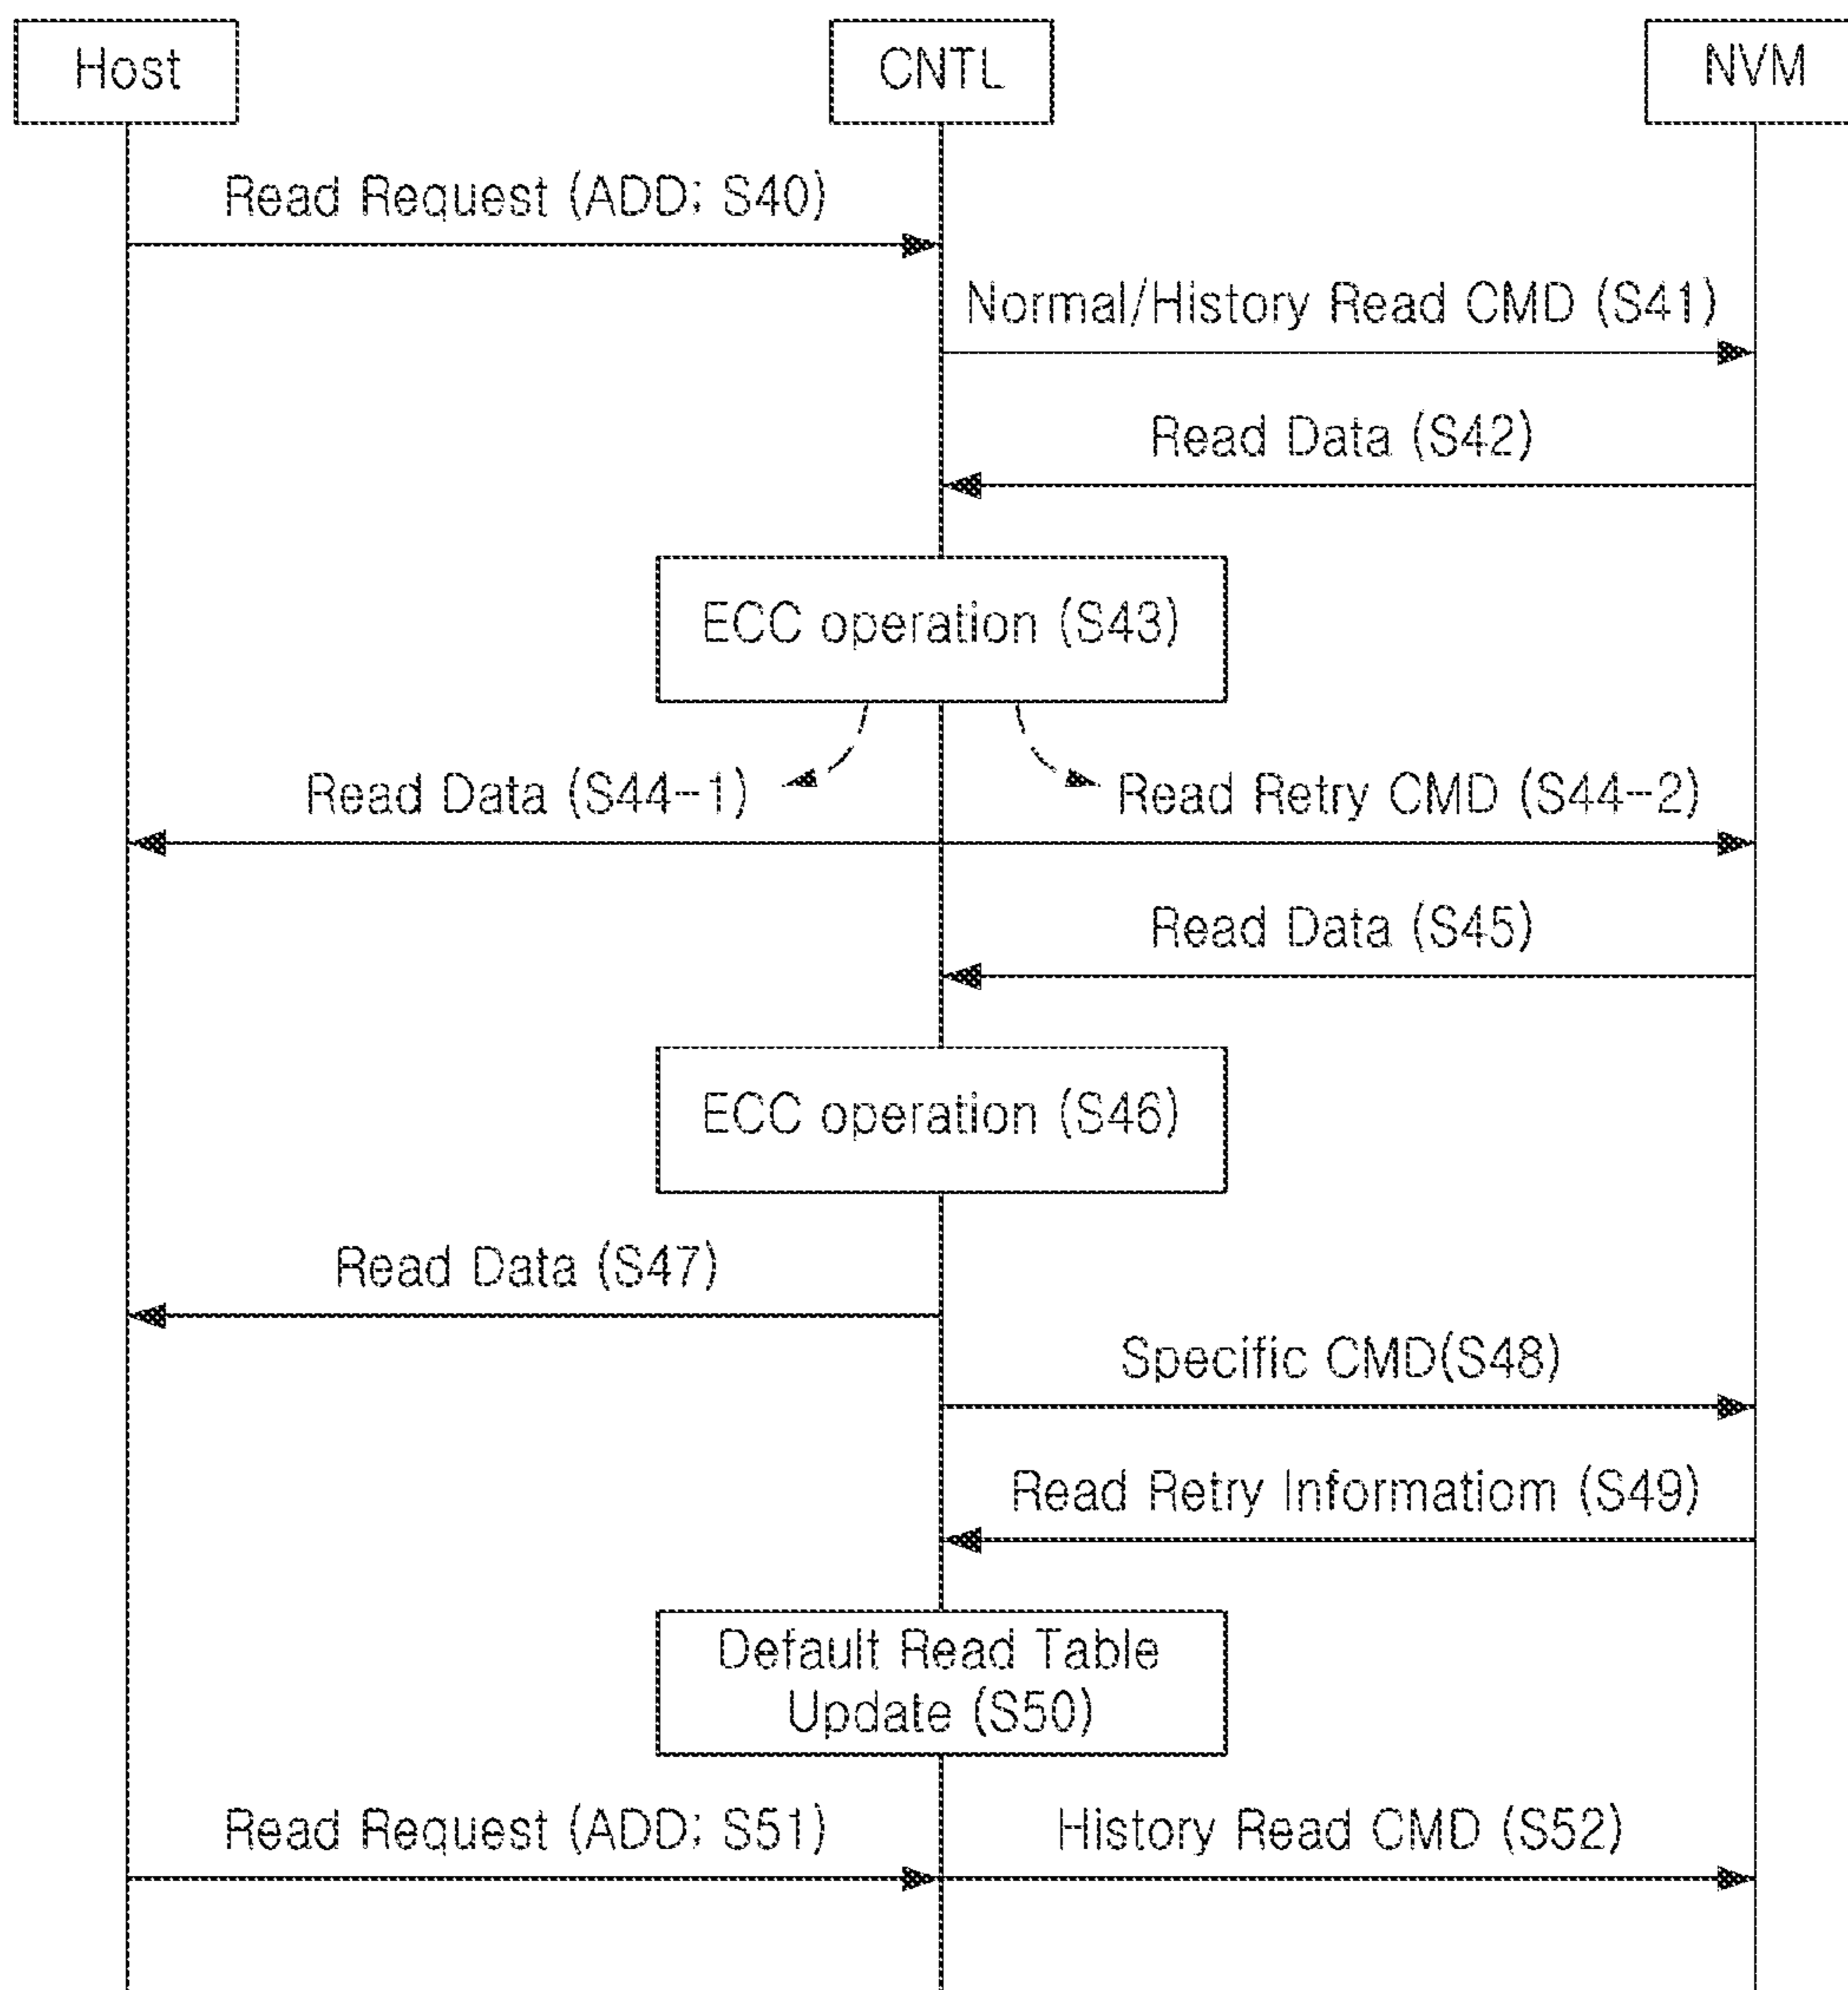 Host
CNTL
NVM
Read Request (ADD; S40)
Normal/History Read CMD (S41)
Read Data (S42)
ECC operation (S43)
Read Data (S44-1)
Read Retry CMD (S44-2)
Read Data (S45)
ECC operation (S46)
Read Data (S47)
Specific CMD(S48)
Read Retry Informatiom (S49)
Default Read Table
Update (S50)
Read Request (ADD; S51)
History Read CMD (S52)